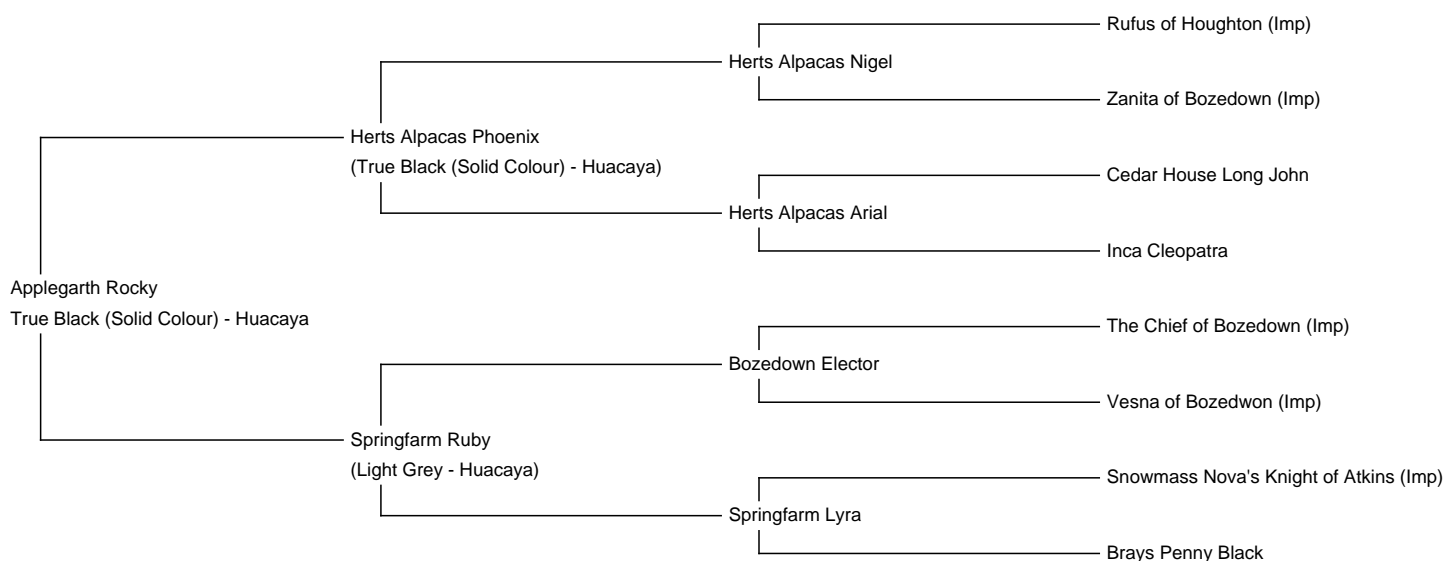 Rufus of Houghton (Imp)
Herts Alpacas Nigel
Zanita of Bozedown (Imp)
Herts Alpacas Phoenix
(True Black (Solid Colour) - Huacaya)
Cedar House Long John
Herts Alpacas Arial
Inca Cleopatra
Applegarth Rocky
True Black (Solid Colour) - Huacaya
The Chief of Bozedown (Imp)
Bozedown Elector
Vesna of Bozedwon (Imp)
Springfarm Ruby
(Light Grey - Huacaya)
Snowmass Nova's Knight of Atkins (Imp)
Springfarm Lyra
Brays Penny Black